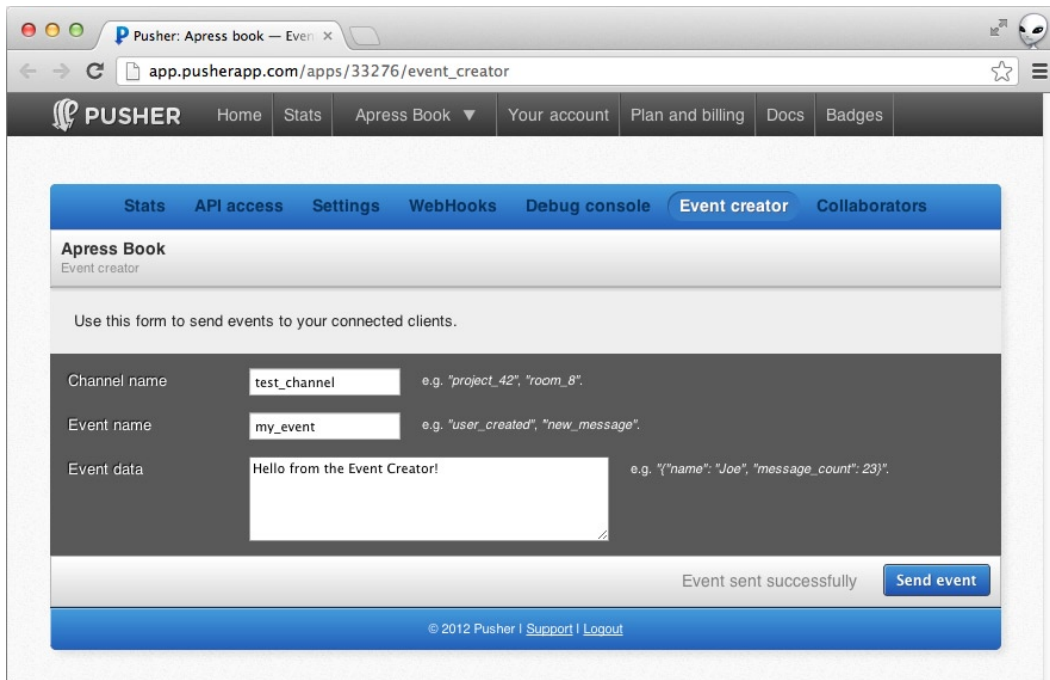 Pusher: Apress book — Even
app.pusherapp.com/apps/33276/event_creator
PUSHER Home Stats Apress Book ▼ Your account Plan and billing Docs Badges
Stats API access Settings WebHooks Debug console Event creator Collaborators
Apress Book
Event creator
Use this form to send events to your connected clients.
Channel name test_channel e.g. "project_42", "room_8".
Event name my_event e.g. "user_created", "new_message".
Event data Hello from the Event Creator! e.g. "{"name": "Joe", "message_count": 23}".
Event sent successfully Send event
© 2012 Pusher | Support | Logout